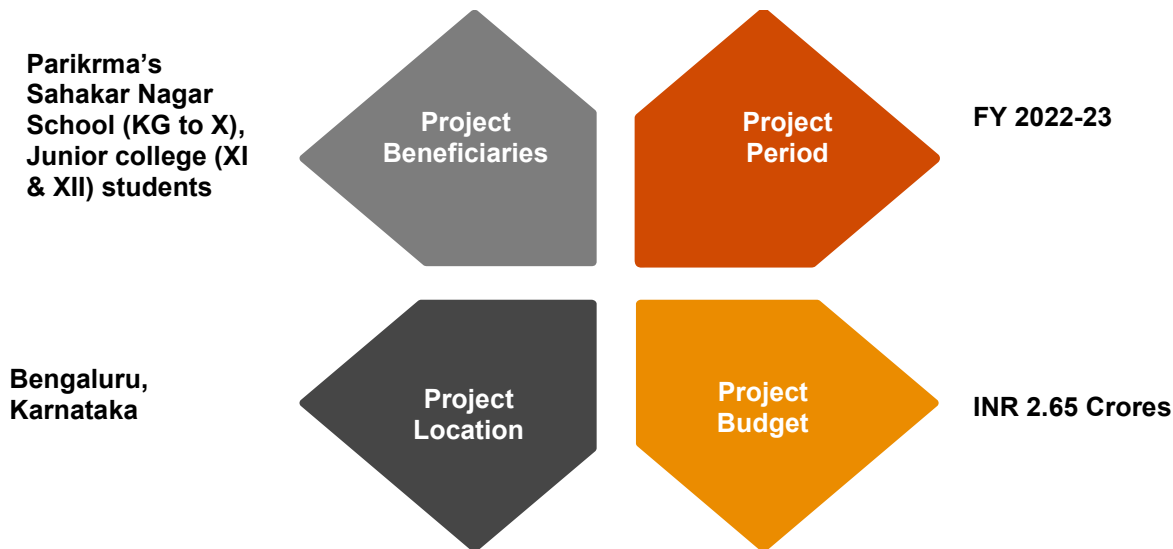 Parikrma’s
Sahakar Nagar
School (KG to X),
Junior college (XI
& XII) students
Project
Beneficiaries
Project
Period
FY 2022-23
Bengaluru,
Karnataka
Project
Location
Project
Budget
INR 2.65 Crores